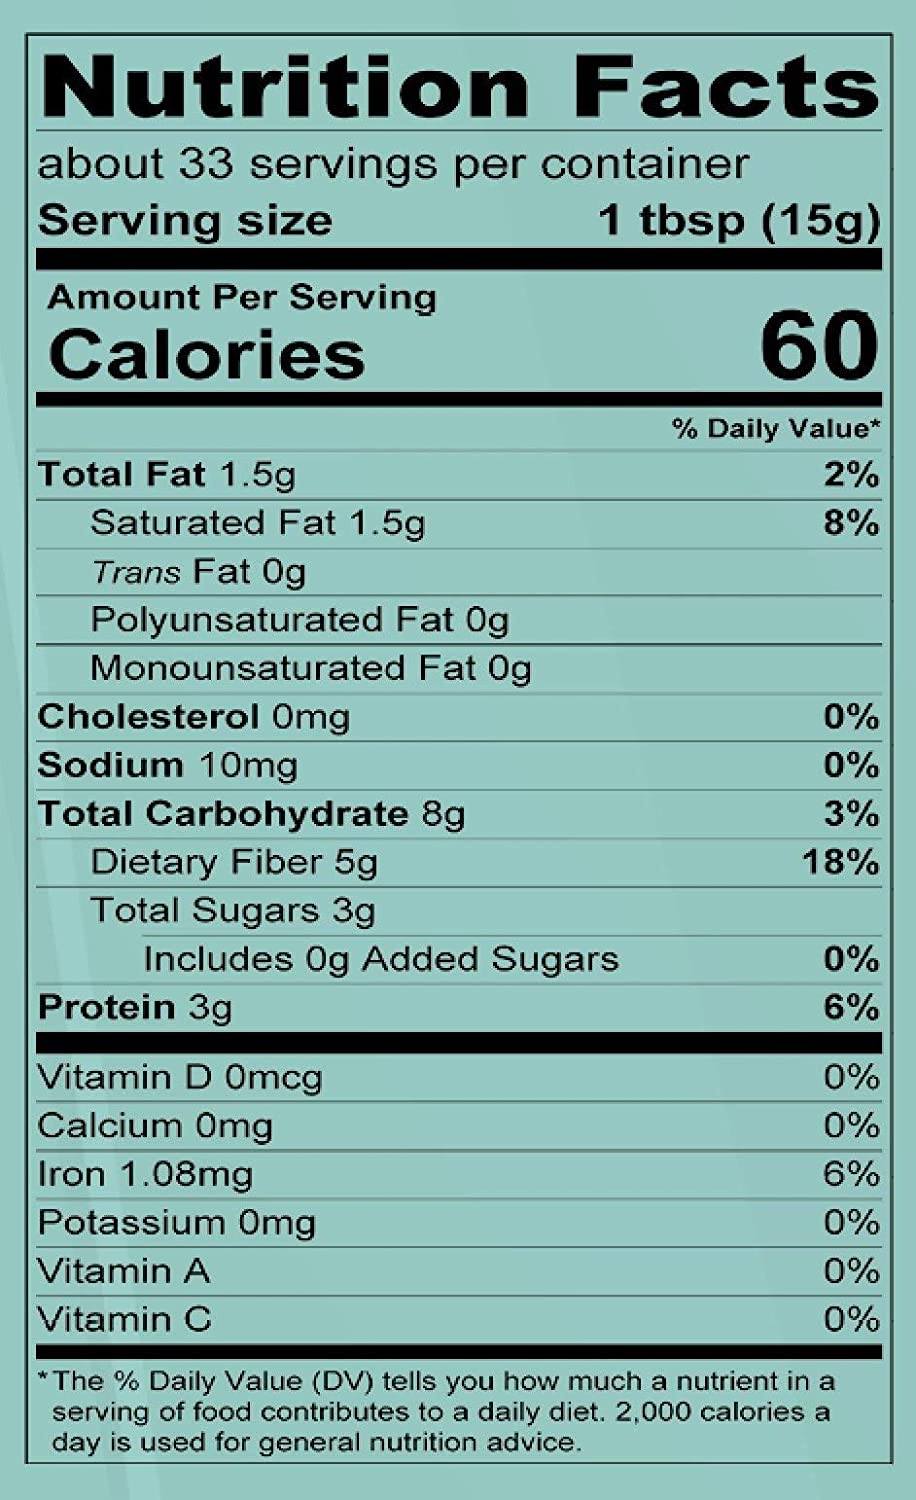 Nutrition Facts
about 33 servings per container
Serving size 1 tbsp (15g)
Amount Per Serving
Calories 60
% Daily Value*
Total Fat 1.5g 2%
Saturated Fat 1.5g 8%
Trans Fat 0g
Polyunsaturated Fat 0g
Monounsaturated Fat 0g
Cholesterol 0mg 0%
Sodium 10mg 0%
Total Carbohydrate 8g 3%
Dietary Fiber 5g 18%
Total Sugars 3g
Includes 0g Added Sugars 0%
Protein 3g 6%
Vitamin D 0mcg 0%
Calcium 0mg 0%
Iron 1.08mg 6%
Potassium 0mg 0%
Vitamin A 0%
Vitamin C 0%
*The % Daily Value (DV) tells you how much a nutrient in a
serving of food contributes to a daily diet. 2,000 calories a
day is used for general nutrition advice.